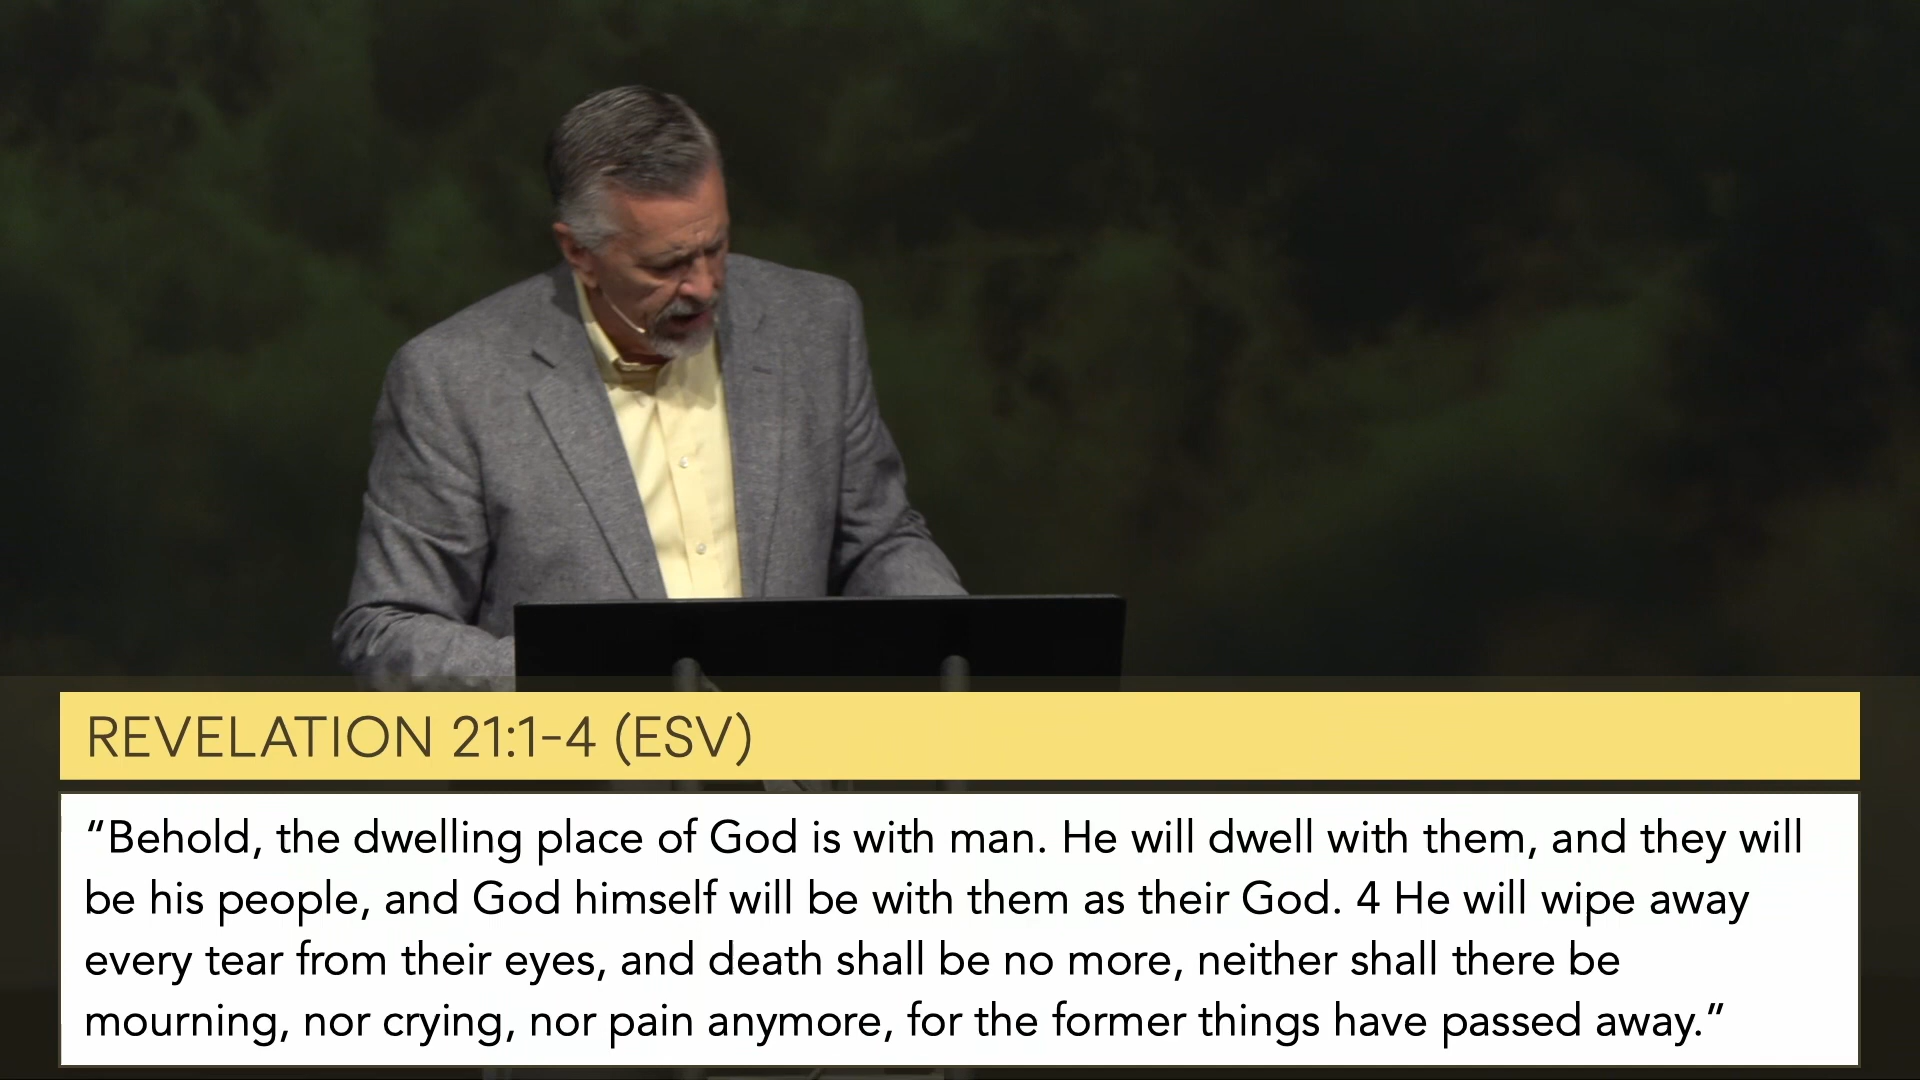 REVELATION 21:1-4 (ESV)
“Behold, the dwelling place of God is with man. He will dwell with them, and they will
be his people, and God himself will be with them as their God. 4 He will wipe away
every tear from their eyes, and death shall be no more, neither shall there be
mourning, nor crying, nor pain anymore, for the former things have passed away.”